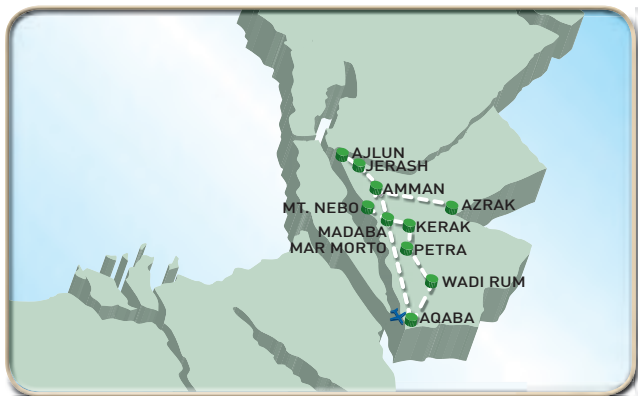 AJLUN
JERASH
AMMAN
AZRAK
MT. NEBO
KERAK
MADABA
MAR MORTO
PETRA
WADI RUM
AQABA